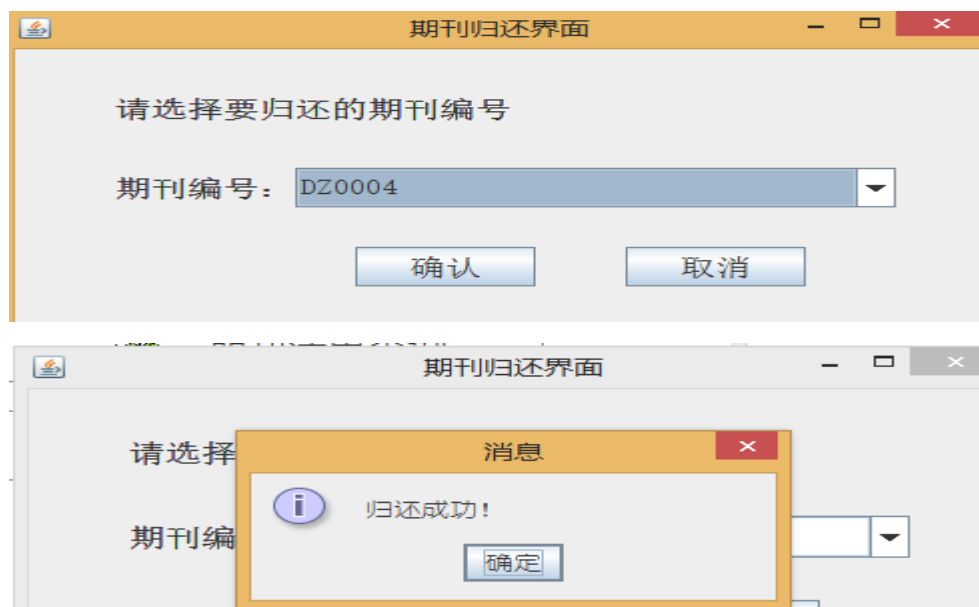 期刊归还界面
请选择要归还的期刊编号
期刊编号: DZ0004
确认 取消
期刊归还界面
请选择
消息
归还成功!
期刊编
确定